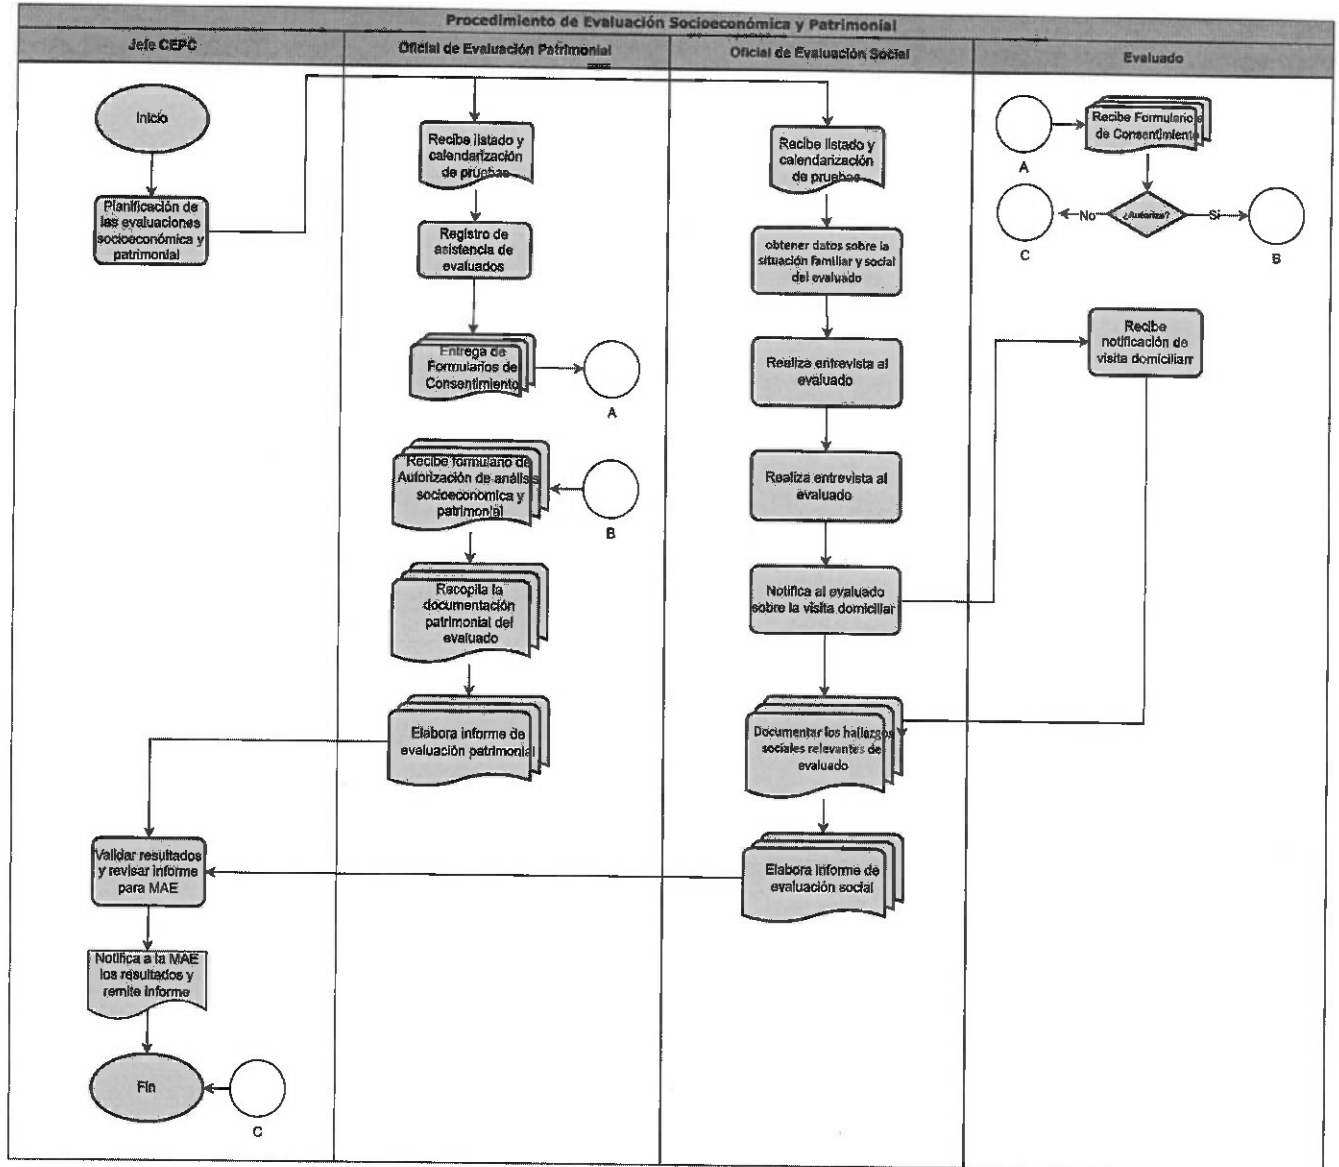 Procedimiento de Evaluación Socioeconómica y Patrimonial
Jefe CEPC
Oficial de Evaluación Patrimonial
Oficial de Evaluación Social
Evaluado
Inicio
Planificación de
las evaluaciones
socioeconómica y
patrimonial
Recibe listado y
calendarización
de pruebas
Registro de
asistencia de
evaluados
Entrega de
Formularios de
Consentimiento
A
Recibe formulario de
Autorización de análisis
socioeconomica y
patrimonial
B
Recopila la
documentación
patrimonial del
evaluado
Elabora informe de
evaluación patrimonial
Recibe listado y
calendarización
de pruebas
obtener datos sobre la
situación familiar y social
del evaluado
Realiza entrevista al
evaluado
Realiza entrevista al
evaluado
Notifica al evaluado
sobre la visita domiciliar
Documentar los hallazgos
sociales relevantes de
evaluado
Elabora informe de
evaluación social
A
Recibe Formularios
de Consentimiento
¿Autoriza?
No
Si
C
B
Recibe
notificación de
visita domiciliarr
Validar resultados
y revisar informe
para MAE
Notifica a la MAE
los resultados y
remite informe
Fin
C